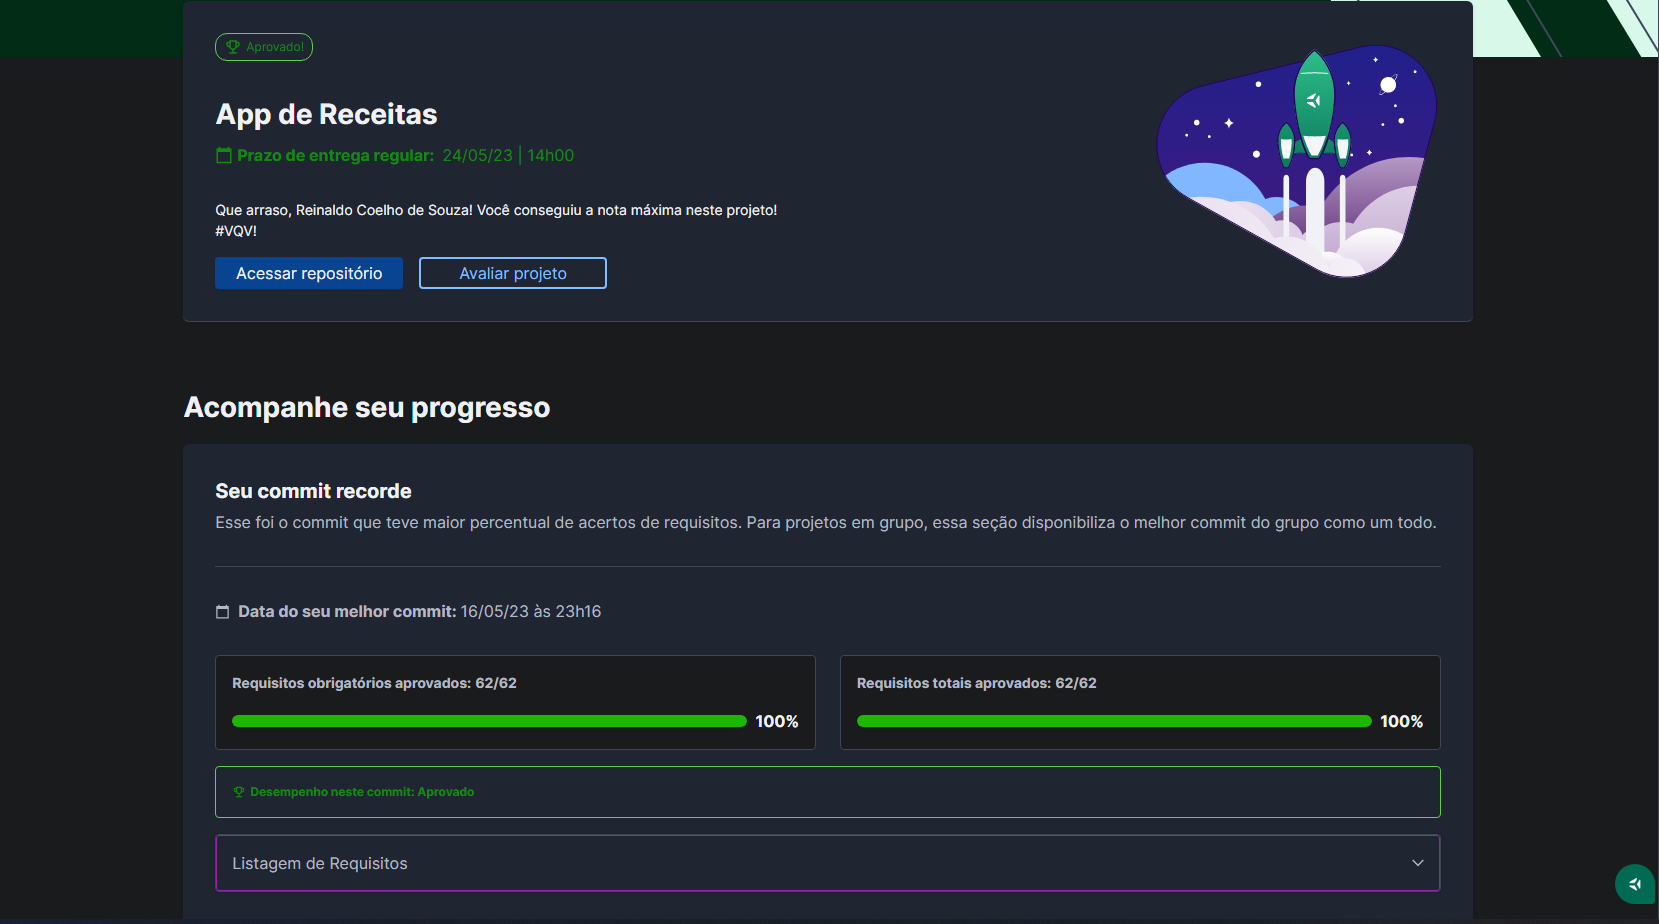 Aprovado!
App de Receitas
Prazo de entrega regular: 24/05/23 | 14h00
Que arraso, Reinaldo Coelho de Souza! Você conseguiu a nota máxima neste projeto!
#VQV!
Acessar repositório
Avaliar projeto
Acompanhe seu progresso
Seu commit recorde
Esse foi o commit que teve maior percentual de acertos de requisitos. Para projetos em grupo, essa seção disponibiliza o melhor commit do grupo como um todo.
Data do seu melhor commit: 16/05/23 às 23h16
Requisitos obrigatórios aprovados: 62/62
100%
Requisitos totais aprovados: 62/62
100%
Desempenho neste commit: Aprovado
Listagem de Requisitos